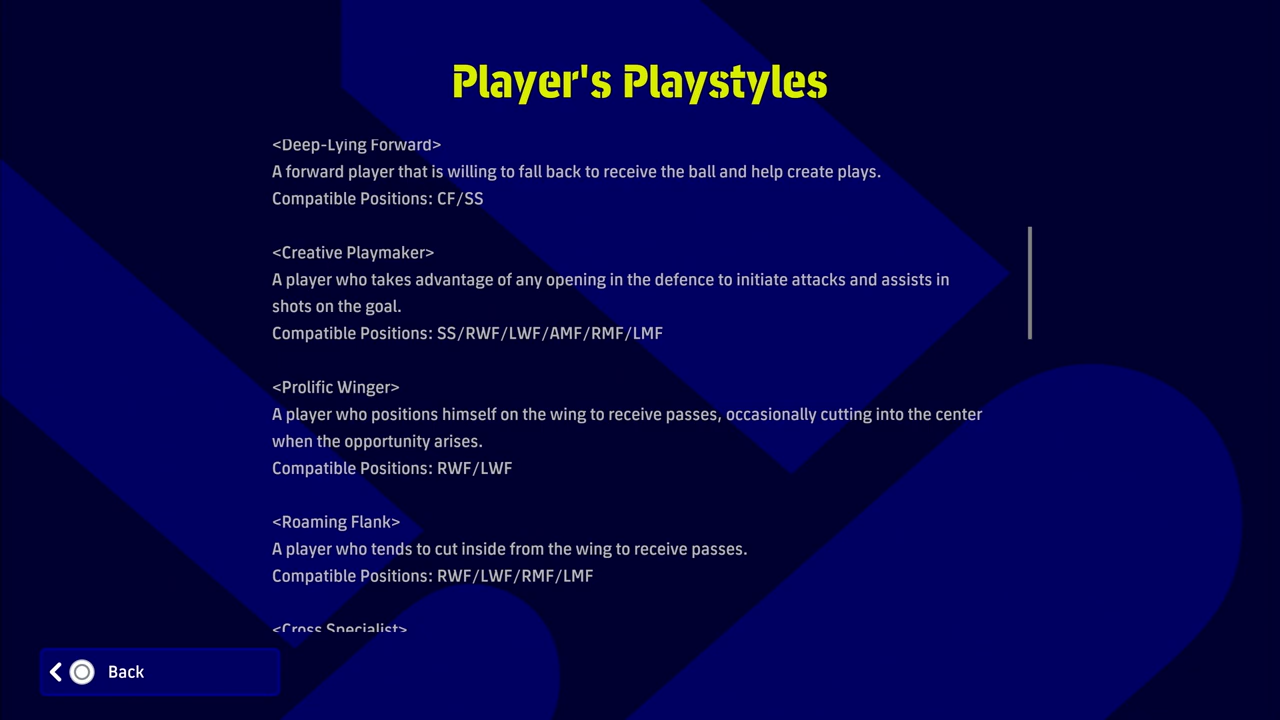 Player's Playstyles
<Deep-Lying Forward>
A forward player that is willing to fall back to receive the ball and help create plays.
Compatible Positions: CF/SS
<Creative Playmaker>
A player who takes advantage of any opening in the defence to initiate attacks and assists in
shots on the goal.
Compatible Positions: SS/RWF/LWF/AMF/RMF/LMF
<Prolific Winger>
A player who positions himself on the wing to receive passes, occasionally cutting into the center
when the opportunity arises.
Compatible Positions: RWF/LWF
<Roaming Flank>
A player who tends to cut inside from the wing to receive passes.
Compatible Positions: RWF/LWF/RMF/LMF
<Cross Specialist>
Back